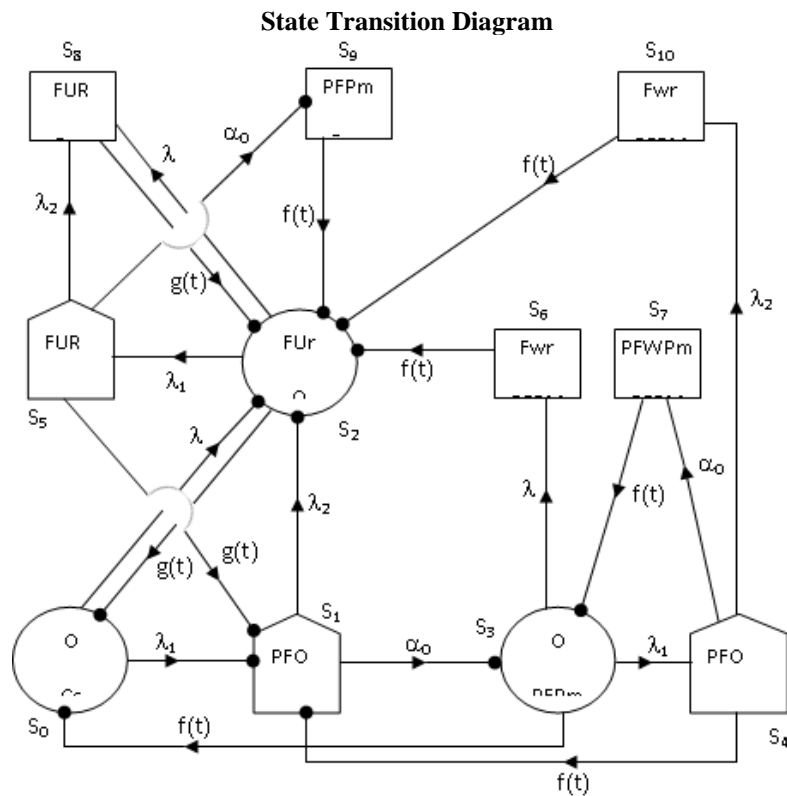 State Transition Diagram
S8
S9
S10
FUR
PFPm
Fwr
λ
α0
f(t)
λ2
f(t)
g(t)
λ2
S6
S7
FUR
FUr
Fwr
PFWPm
λ1
f(t)
S5
S2
λ
α0
f(t)
λ
λ2
g(t)
g(t)
S1
S3
O
O
λ1
PFO
α0
λ1
PFO
S0
f(t)
S4
f(t)